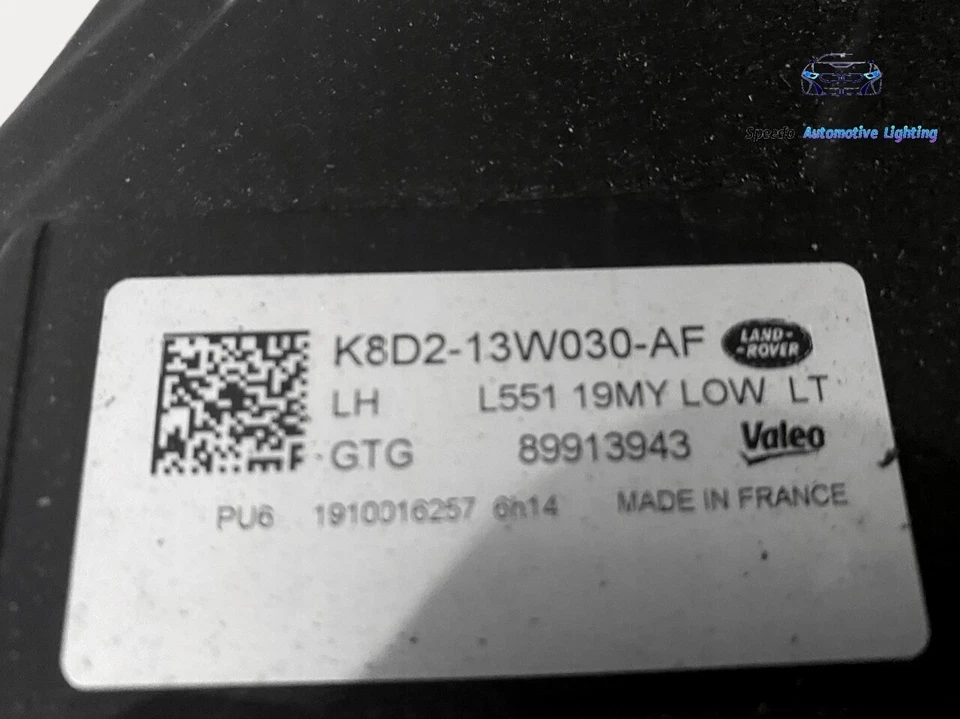 Speedo Automotive Lighting
K8D2-13W030-AF LAND-ROVER
LH L551 19MY LOW LT
GTG 89913943 Valeo
PU6 1910016257 6h14 MADE IN FRANCE